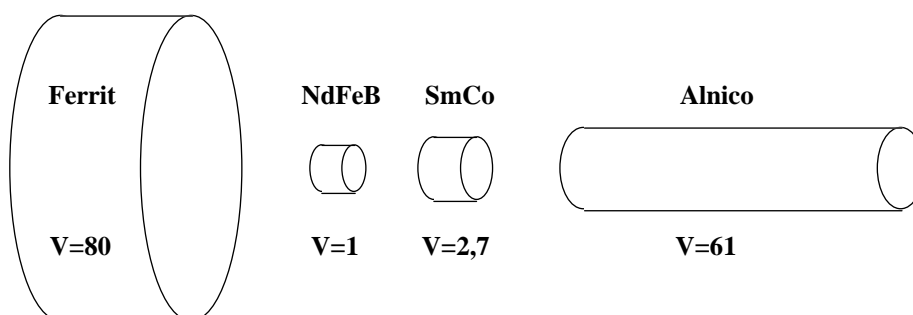 Ferrit
NdFeB
SmCo
Alnico
V=80
V=1
V=2,7
V=61